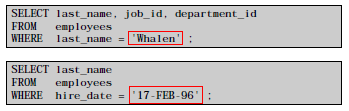 SELECT last_name, job_id, department_id
FROM employees
WHERE last_name = 'Whalen' ;
SELECT last_name
FROM employees
WHERE hire_date = '17-FEB-96' ;